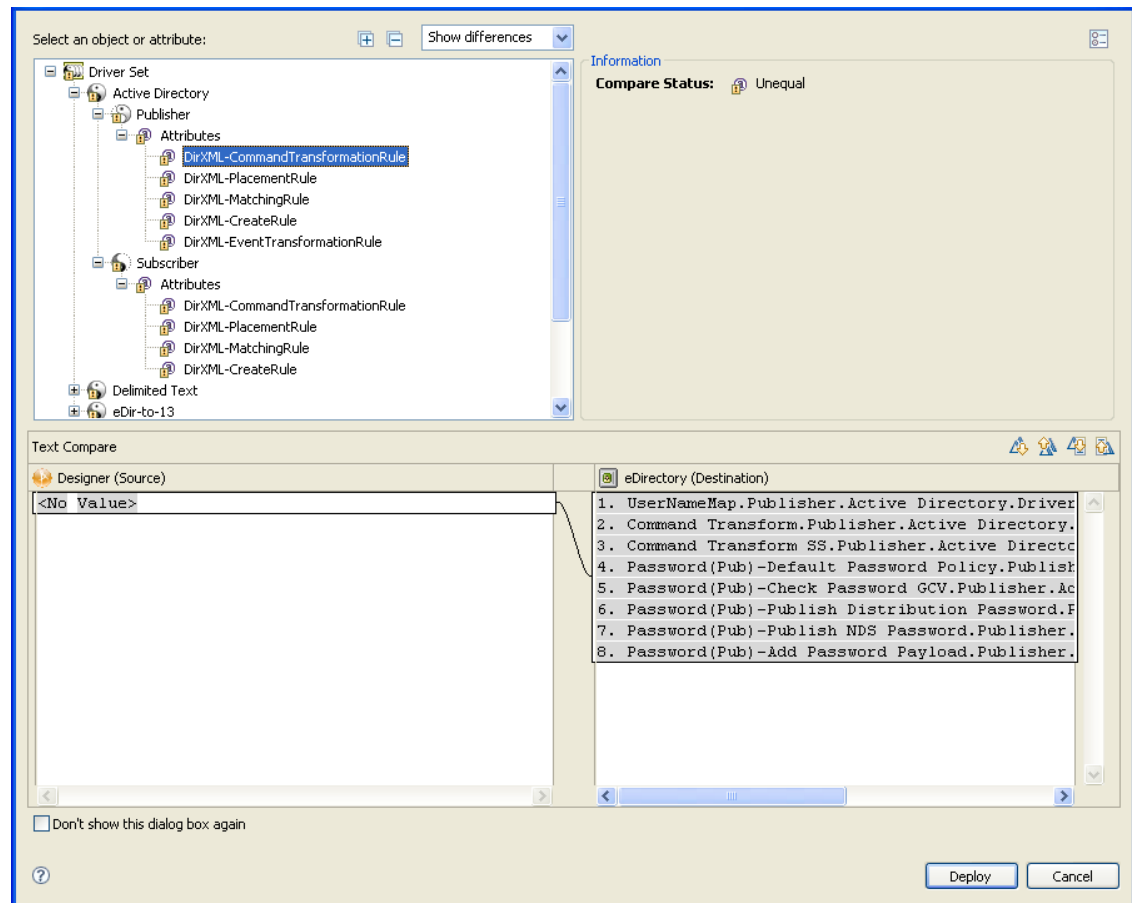 Select an object or attribute:
Show differences
Driver Set
Active Directory
Publisher
Attributes
DirXML-CommandTransformationRule
DirXML-PlacementRule
DirXML-MatchingRule
DirXML-CreateRule
DirXML-EventTransformationRule
Subscriber
Attributes
DirXML-CommandTransformationRule
DirXML-PlacementRule
DirXML-MatchingRule
DirXML-CreateRule
Delimited Text
eDir-to-13
Information
Compare Status: Unequal
Text Compare
Designer (Source)
<No Value>
eDirectory (Destination)
1. UserNameMap.Publisher.Active Directory.Driver
2. Command Transform.Publisher.Active Directory.
3. Command Transform SS.Publisher.Active Directo
4. Password(Pub)-Default Password Policy.Publish
5. Password(Pub)-Check Password GCV.Publisher.Ac
6. Password(Pub)-Publish Distribution Password.P
7. Password(Pub)-Publish NDS Password.Publisher.
8. Password(Pub)-Add Password Payload.Publisher.
Don't show this dialog box again
Deploy
Cancel